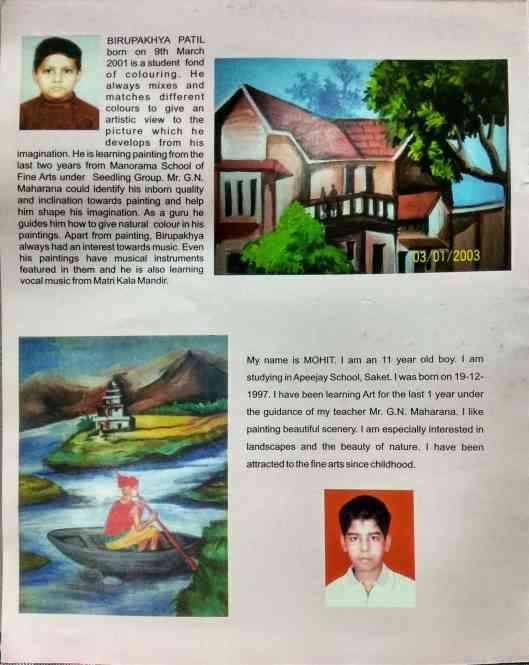 BIRUPAKHYA PATIL
born on 9th March
2001 is a student fond
of colouring. He
always mixes and
matches different
colours to give an
artistic view to the
picture which he
develops from his
imagination. He is learning painting from the
last two years from Manorama School of
Fine Arts under Seedling Group. Mr. G.N.
Maharana could identify his inborn quality
and inclination towards painting and help
him shape his imagination. As a guru he
guides him how to give natural colour in his
paintings. Apart from painting, Birupakhya
always had an interest towards music. Even
his paintings have musical instruments
featured in them and he is also learning
vocal music from Matri Kala Mandir.
03/01/2003
My name is MOHIT. I am an 11 year old boy. I am
studying in Apeejay School, Saket. I was born on 19-12-
1997. I have been learning Art for the last 1 year under
the guidance of my teacher Mr. G.N. Maharana. I like
painting beautiful scenery. I am especially interested in
landscapes and the beauty of nature. I have been
attracted to the fine arts since childhood.